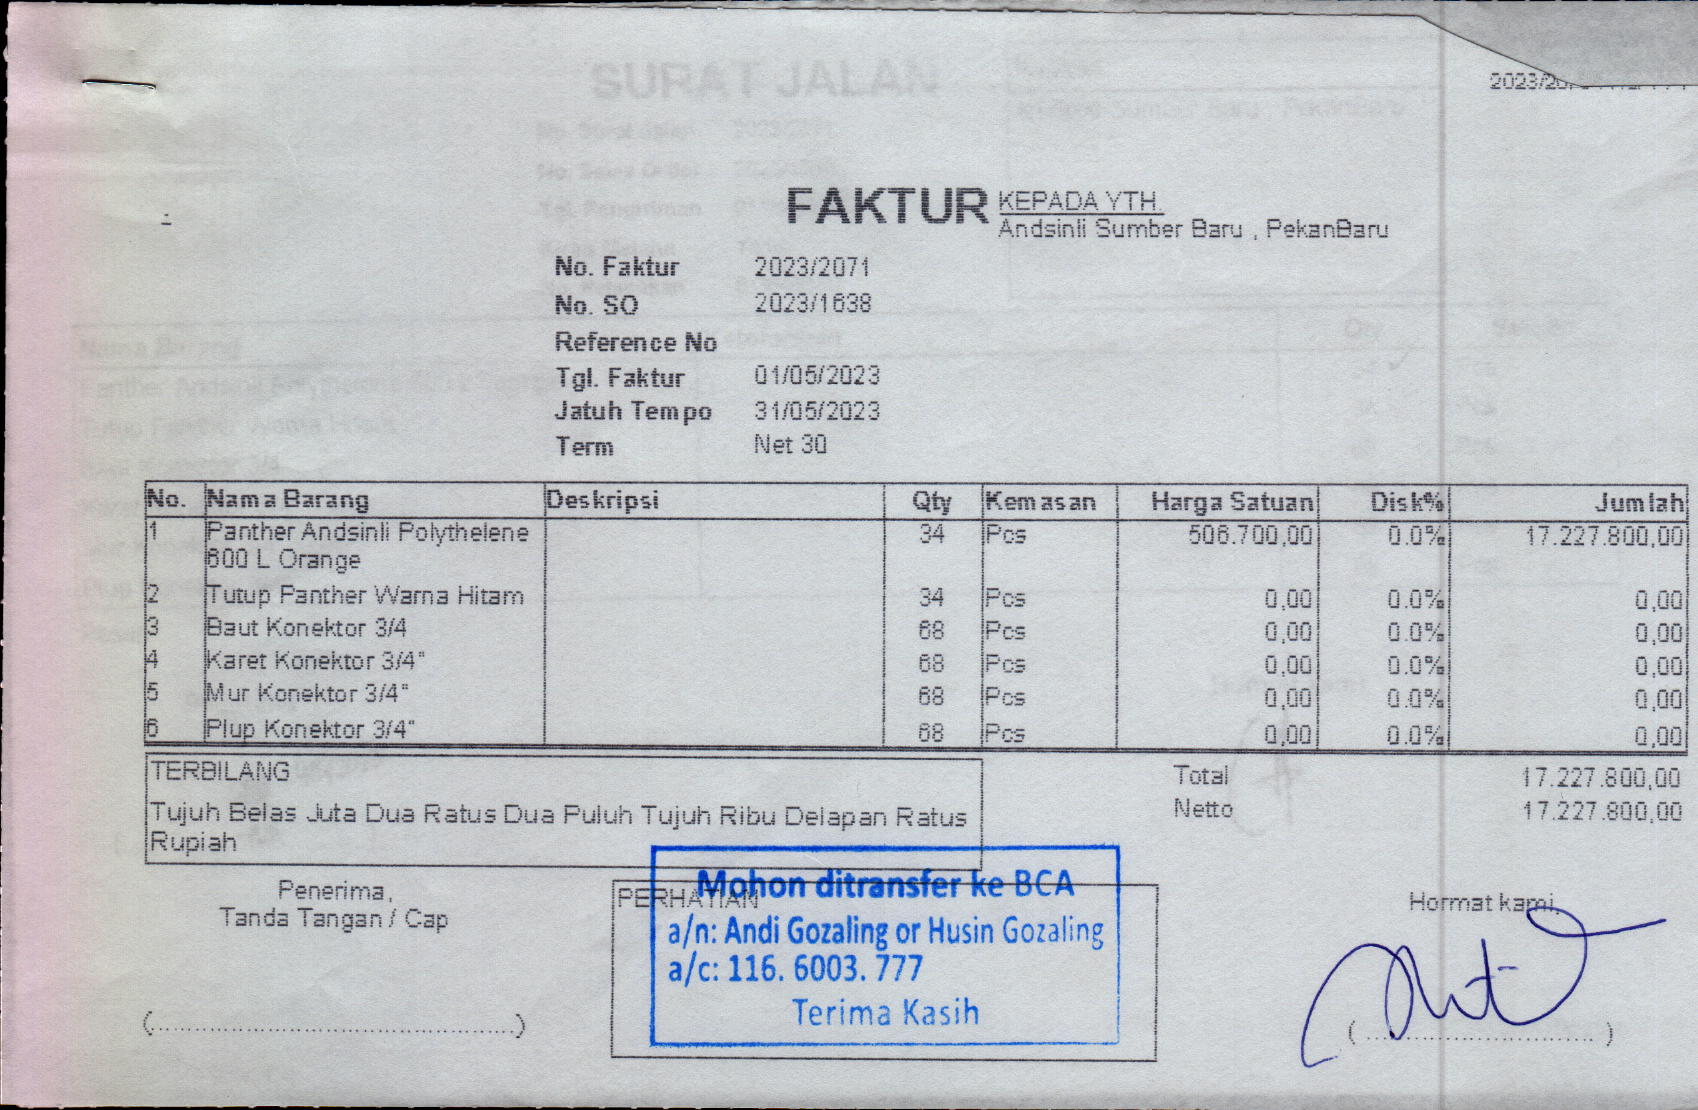 FAKTUR
KEPADA YTH.
Andsinli Sumber Baru , PekanBaru
No. Faktur 2023/2071
No. SO 2023/1638
Reference No
Tgl. Faktur 01/05/2023
Jatuh Tempo 31/05/2023
Term Net 30
No. Nama Barang Deskripsi Qty Kemasan Harga Satuan Disk% Jumlah
1 Panther Andsinli Polythelene 34 Pcs 506.700,00 0.0% 17.227.800,00
600 L Orange
2 Tutup Panther Warna Hitam 34 Pcs 0,00 0.0% 0,00
3 Baut Konektor 3/4 68 Pcs 0,00 0.0% 0,00
4 Karet Konektor 3/4" 68 Pcs 0,00 0.0% 0,00
5 Mur Konektor 3/4" 68 Pcs 0,00 0.0% 0,00
6 Plup Konektor 3/4" 68 Pcs 0,00 0.0% 0,00
TERBILANG
Tujuh Belas Juta Dua Ratus Dua Puluh Tujuh Ribu Delapan Ratus
Rupiah
Total 17.227.800,00
Netto 17.227.800,00
Penerima,
Tanda Tangan / Cap
(..........................................................)
PERHATIAN
Mohon ditransfer ke BCA
a/n: Andi Gozaling or Husin Gozaling
a/c: 116. 6003. 777
Terima Kasih
Hormat kami,
( .................................... )